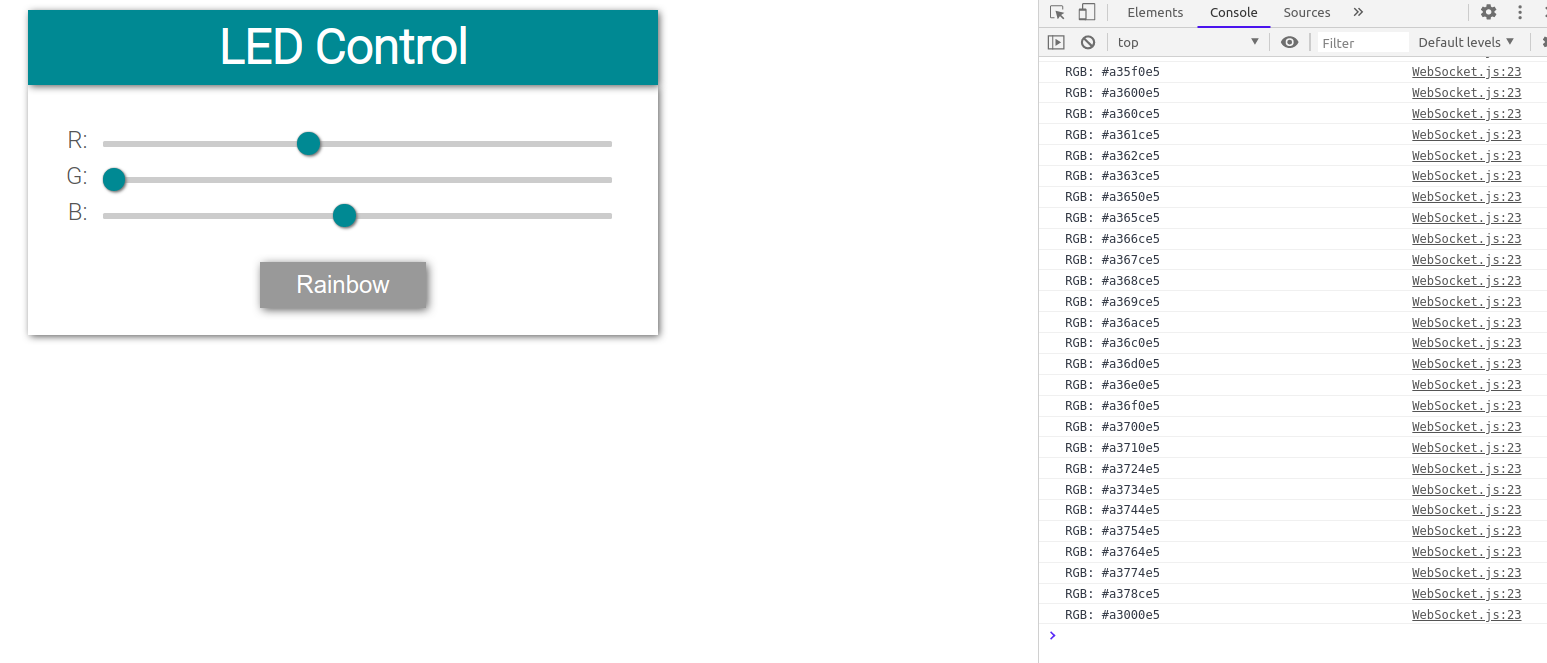 LED Control
R:
G:
B:
Rainbow
Elements Console Sources »
top Filter Default levels
RGB: #a35f0e5 WebSocket.js:23
RGB: #a3600e5 WebSocket.js:23
RGB: #a360ce5 WebSocket.js:23
RGB: #a361ce5 WebSocket.js:23
RGB: #a362ce5 WebSocket.js:23
RGB: #a363ce5 WebSocket.js:23
RGB: #a3650e5 WebSocket.js:23
RGB: #a365ce5 WebSocket.js:23
RGB: #a366ce5 WebSocket.js:23
RGB: #a367ce5 WebSocket.js:23
RGB: #a368ce5 WebSocket.js:23
RGB: #a369ce5 WebSocket.js:23
RGB: #a36ace5 WebSocket.js:23
RGB: #a36c0e5 WebSocket.js:23
RGB: #a36d0e5 WebSocket.js:23
RGB: #a36e0e5 WebSocket.js:23
RGB: #a36f0e5 WebSocket.js:23
RGB: #a3700e5 WebSocket.js:23
RGB: #a3710e5 WebSocket.js:23
RGB: #a3724e5 WebSocket.js:23
RGB: #a3734e5 WebSocket.js:23
RGB: #a3744e5 WebSocket.js:23
RGB: #a3754e5 WebSocket.js:23
RGB: #a3764e5 WebSocket.js:23
RGB: #a3774e5 WebSocket.js:23
RGB: #a378ce5 WebSocket.js:23
RGB: #a3000e5 WebSocket.js:23